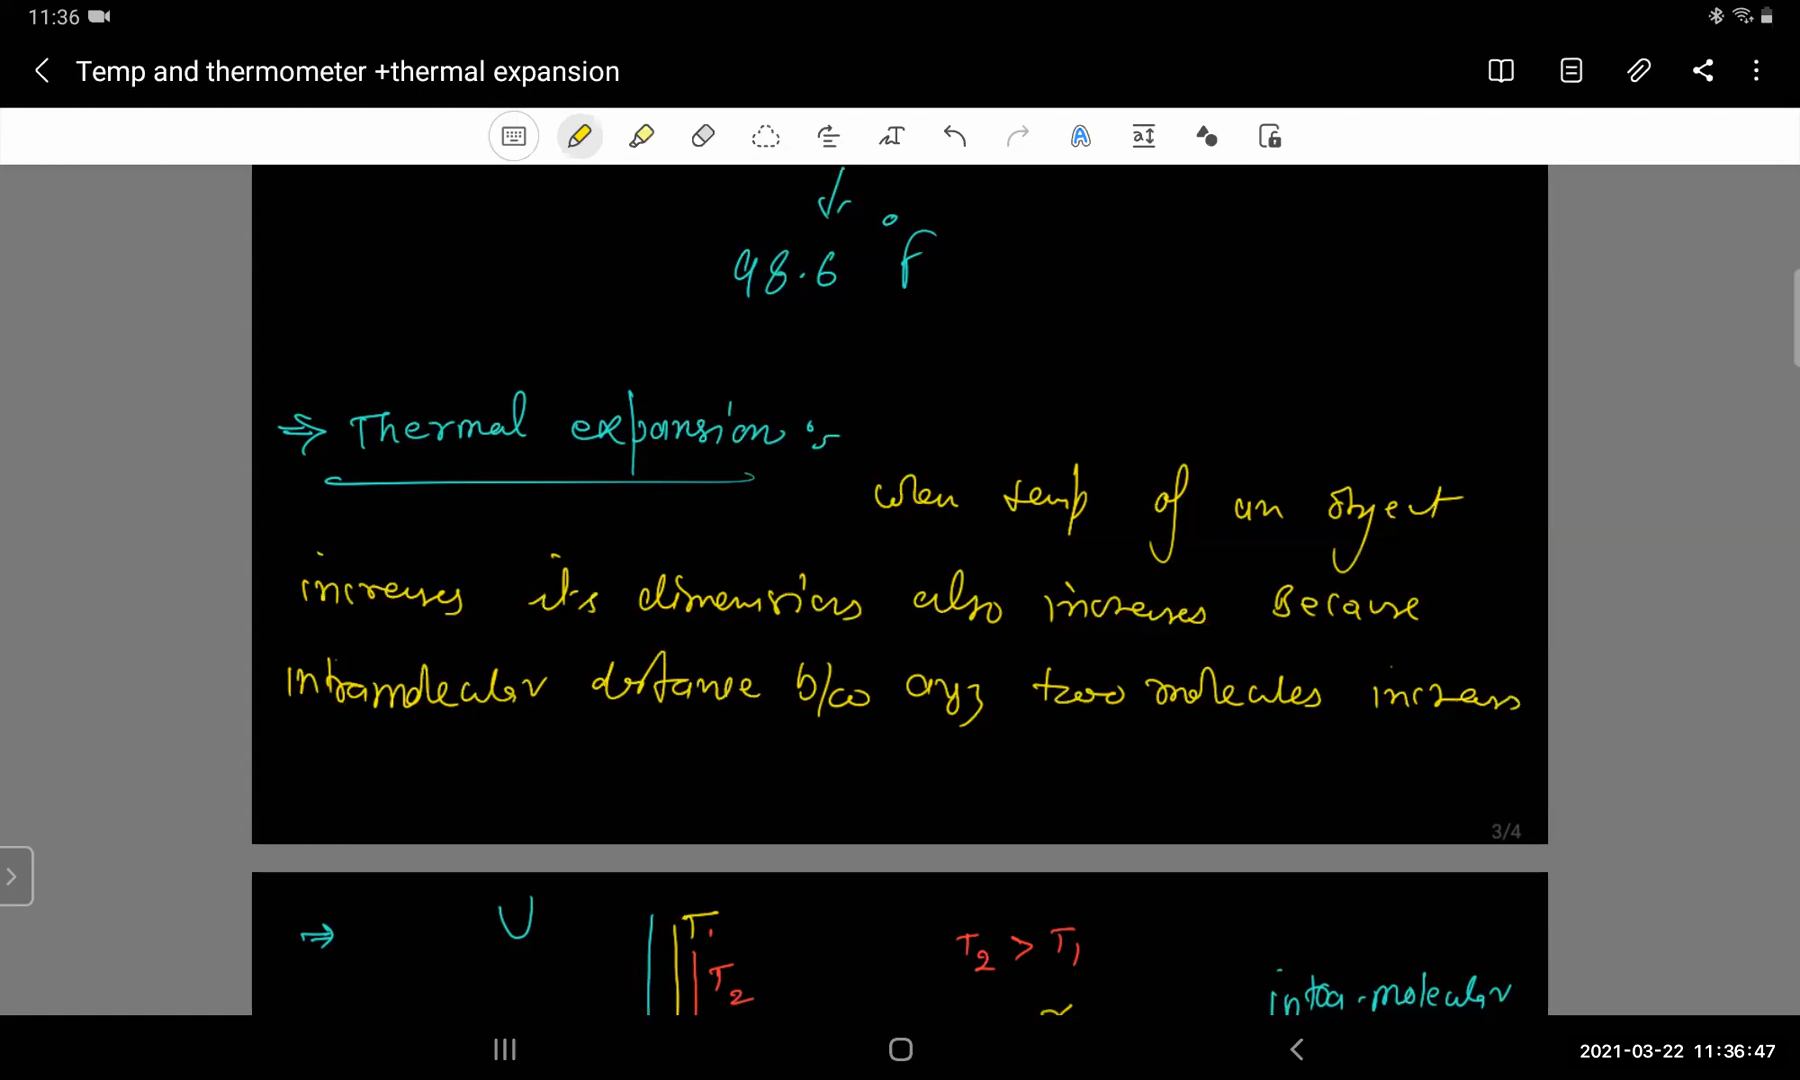 11:36
Temp and thermometer +thermal expansion
98.6 °F
⇒ Thermal expansion :-
when temp of an object
increases its dimensions also increases Because
intramolecular distance b/w any two molecules increases
3/4
⇒ U T1 T2 > T1
T2 intra-molecular
2021-03-22 11:36:47